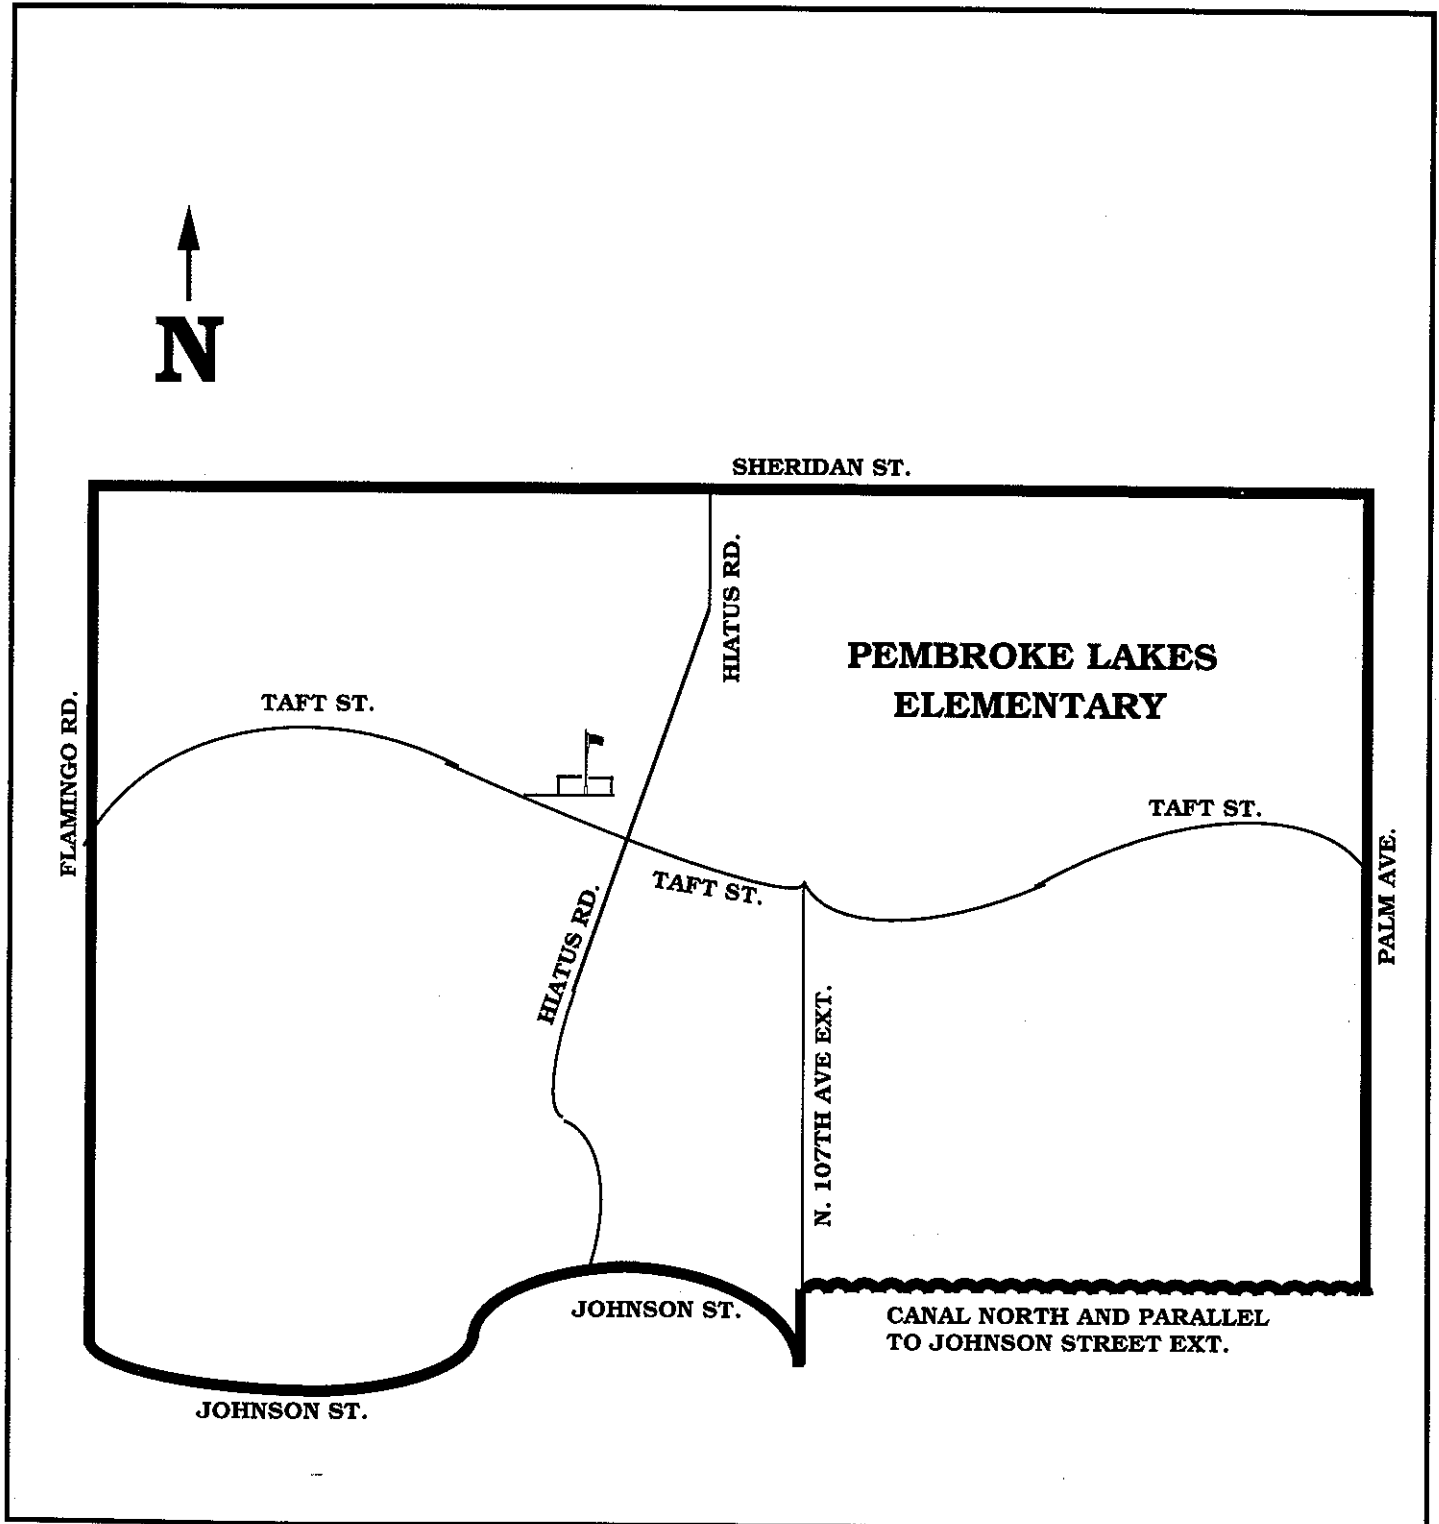 N
SHERIDAN ST.
HIATUS RD.
PEMBROKE LAKES
ELEMENTARY
TAFT ST.
FLAMINGO RD.
TAFT ST.
PALM AVE.
TAFT ST.
HIATUS RD.
N. 107TH AVE EXT.
JOHNSON ST.
CANAL NORTH AND PARALLEL
TO JOHNSON STREET EXT.
JOHNSON ST.